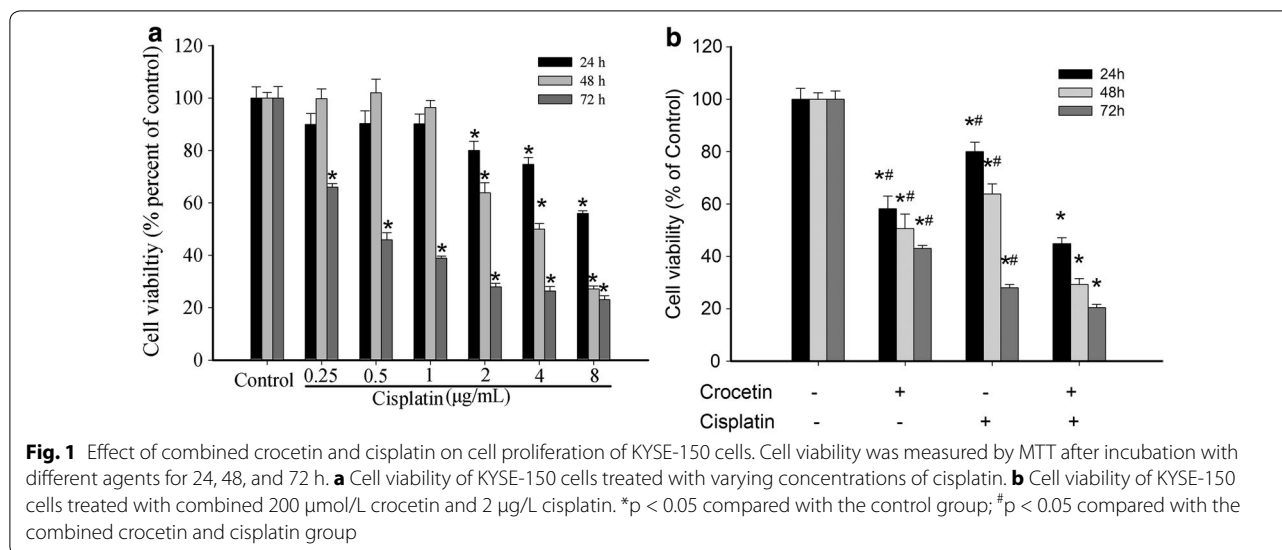 a
120
100
80
60
40
20
0
Cell viabiltiy (% percent of control)
24 h
48 h
72 h
*
*
*
* * *
* * *
* * *
Control 0.25 0.5 1 2 4 8
Cisplatin(µg/mL)
b
120
100
80
60
40
20
0
Cell viability (% of Control)
24h
48h
72h
*# *# *#
*# *# *#
* * *
Crocetin - + - +
Cisplatin - - + +
Fig. 1 Effect of combined crocetin and cisplatin on cell proliferation of KYSE-150 cells. Cell viability was measured by MTT after incubation with
different agents for 24, 48, and 72 h. a Cell viability of KYSE-150 cells treated with varying concentrations of cisplatin. b Cell viability of KYSE-150
cells treated with combined 200 µmol/L crocetin and 2 µg/L cisplatin. *p < 0.05 compared with the control group; #p < 0.05 compared with the
combined crocetin and cisplatin group